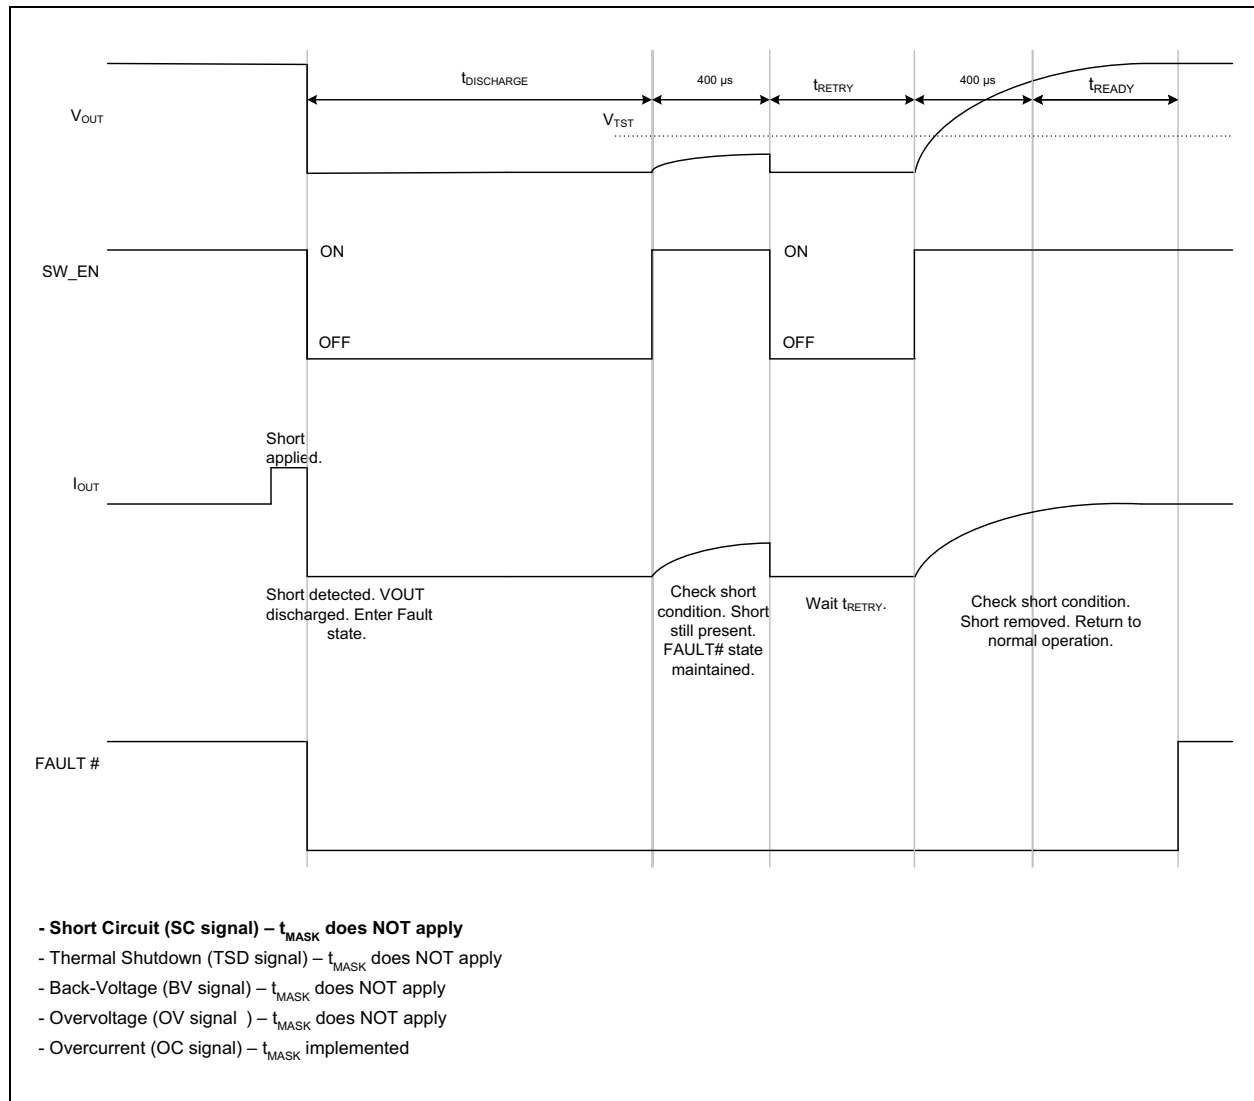 tDISCHARGE
400 µs
tRETRY
400 µs
tREADY
VOUT
VTST
ON
ON
SW_EN
OFF
OFF
Short
applied.
IOUT
Short detected. VOUT
discharged. Enter Fault
state.
Check short
condition. Short
still present.
FAULT# state
maintained.
Wait tRETRY.
Check short condition.
Short removed. Return to
normal operation.
FAULT #
- Short Circuit (SC signal) – tMASK does NOT apply
- Thermal Shutdown (TSD signal) – tMASK does NOT apply
- Back-Voltage (BV signal) – tMASK does NOT apply
- Overvoltage (OV signal ) – tMASK does NOT apply
- Overcurrent (OC signal) – tMASK implemented